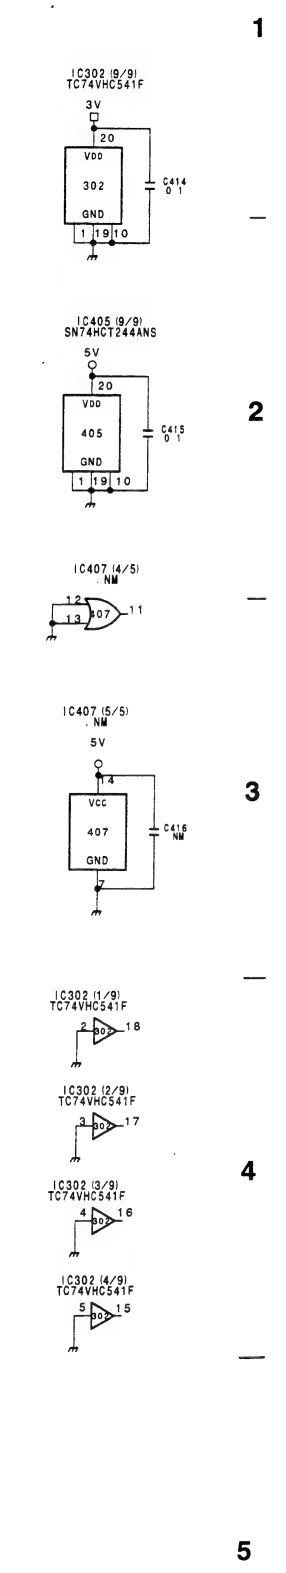 1
IC302 (9/9)
TC74VHC541F
3V
20
VDD
302
C414
0.1
GND
1 19 10
IC405 (9/9)
SN74HCT244ANS
5V
20
VDD
2
405
C415
0.1
GND
1 19 10
IC407 (4/5)
NM
12
407
11
13
IC407 (5/5)
NM
5V
14
3
VCC
407
C416
NM
GND
7
IC302 (1/9)
TC74VHC541F
2 302 18
IC302 (2/9)
TC74VHC541F
3 302 17
4
IC302 (3/9)
TC74VHC541F
4 302 16
IC302 (4/9)
TC74VHC541F
5 302 15
5